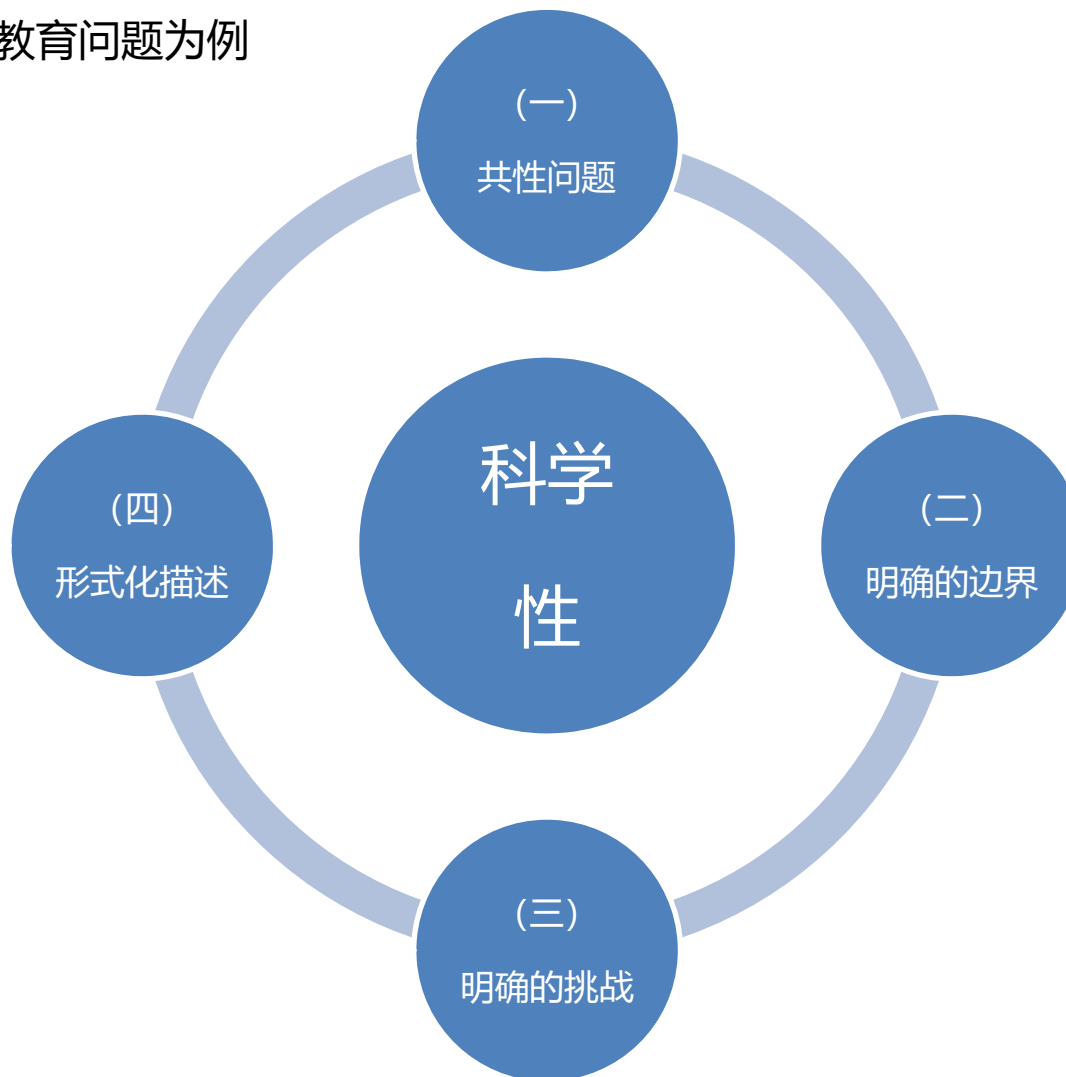 教育问题为例
（一）
共性问题
科学
性
（二）
明确的边界
（三）
明确的挑战
（四）
形式化描述